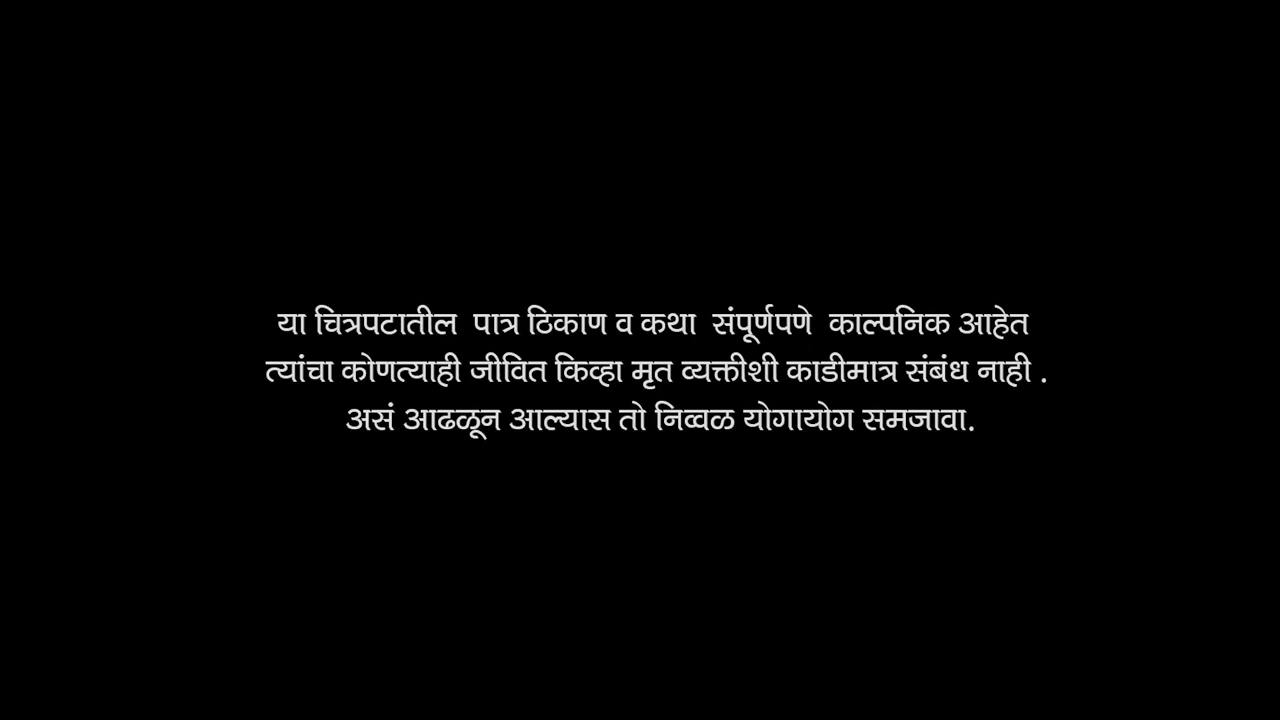 या चित्रपटातील पात्र ठिकाण व कथा संपूर्णपणे काल्पनिक आहेत
त्यांचा कोणत्याही जीवित किव्हा मृत व्यक्तीशी काडीमात्र संबंध नाही .
असं आढळून आल्यास तो निव्वळ योगायोग समजावा.